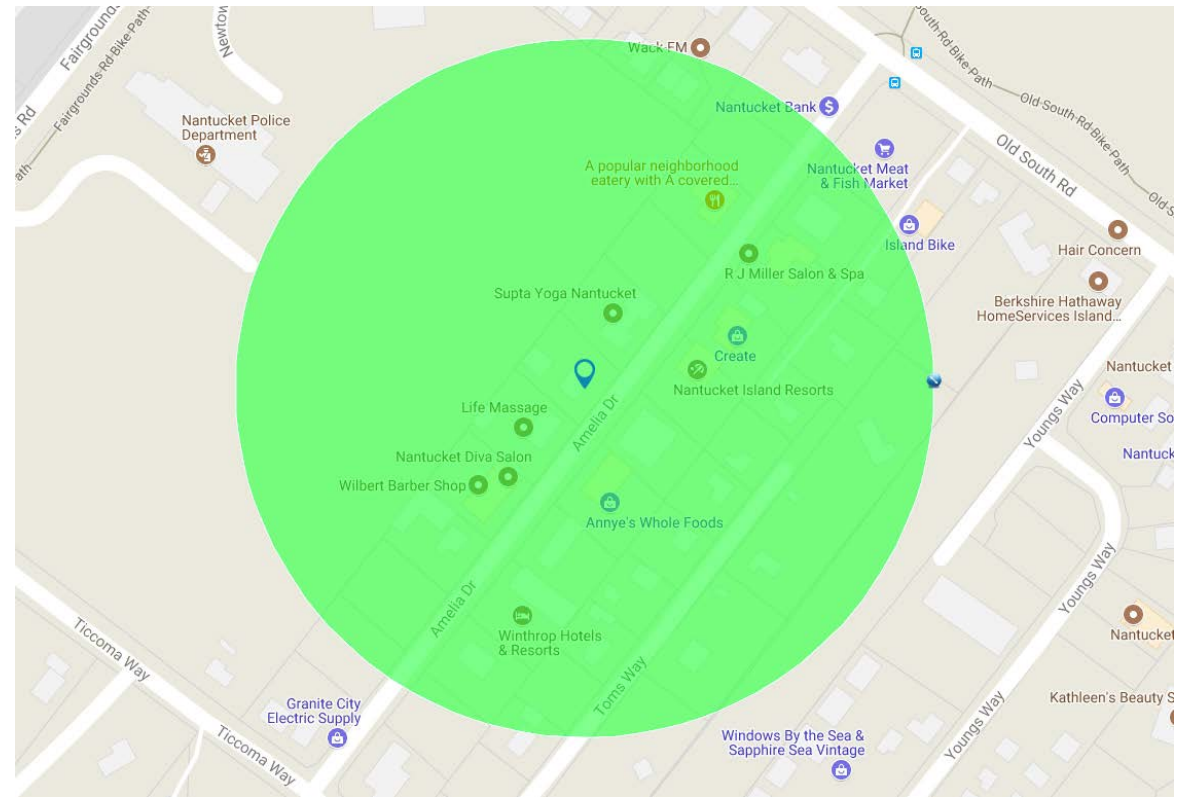 Fairgrounds
Fairgrounds Rd Bike Path
Newtow
s Rd
ath
Nantucket Police
Department
Wack FM
South Rd Bike Path
Old South Rd Bike Path
Old S
Nantucket Bank
A popular neighborhood
eatery with A covered...
Nantucket Meat
& Fish Market
Old South Rd
Island Bike
Hair Concern
R J Miller Salon & Spa
Supta Yoga Nantucket
Berkshire Hathaway
HomeServices Island...
Create
Nantucket Island Resorts
Nantucket
Computer So
Youngs Way
Life Massage
Amelia Dr
Nantuck
Nantucket Diva Salon
Wilbert Barber Shop
Annye's Whole Foods
Youngs Way
Amelia Dr
Winthrop Hotels
& Resorts
Nantucket
Ticcoma Way
Toms Way
Kathleen's Beauty S
Granite City
Electric Supply
Ticcoma Way
Windows By the Sea &
Sapphire Sea Vintage
Youngs Way